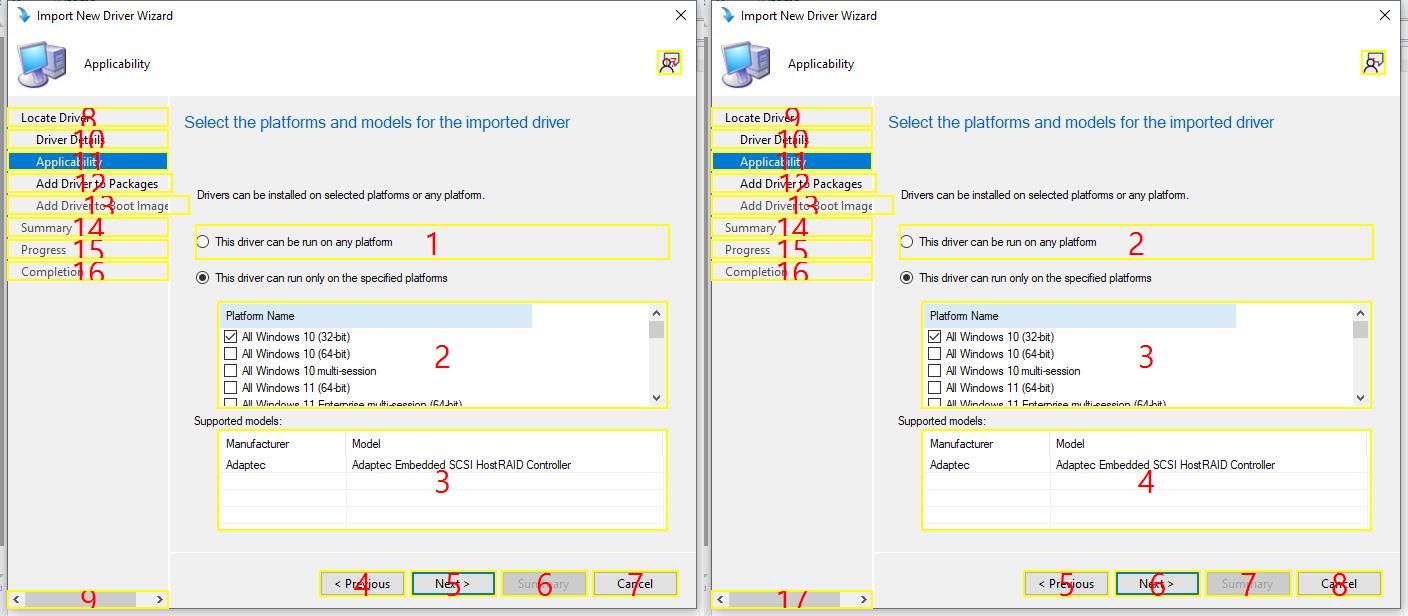 Import New Driver Wizard
Applicability
17
Locate Driver
8
Driver Details
10
Applicability
11
Add Driver to Packages
12
Add Driver to Boot Image
13
Summary
14
Progress
15
Completion
16
9
Select the platforms and models for the imported driver
Drivers can be installed on selected platforms or any platform.
This driver can be run on any platform
1
This driver can run only on the specified platforms
Platform Name
All Windows 10 (32-bit)
All Windows 10 (64-bit)
2
All Windows 10 multi-session
All Windows 11 (64-bit)
All Windows 11 Enterprise multi-session (64-bit)
Supported models:
Manufacturer Model
Adaptec Adaptec Embedded SCSI HostRAID Controller
3
< Previous
4
Next >
5
Summary
6
Cancel
7
Import New Driver Wizard
Applicability
1
Locate Driver
9
Driver Details
10
Applicability
11
Add Driver to Packages
12
Add Driver to Boot Image
13
Summary
14
Progress
15
Completion
16
17
Select the platforms and models for the imported driver
Drivers can be installed on selected platforms or any platform.
This driver can be run on any platform
2
This driver can run only on the specified platforms
Platform Name
All Windows 10 (32-bit)
All Windows 10 (64-bit)
3
All Windows 10 multi-session
All Windows 11 (64-bit)
All Windows 11 Enterprise multi-session (64-bit)
Supported models:
Manufacturer Model
Adaptec Adaptec Embedded SCSI HostRAID Controller
4
< Previous
5
Next >
6
Summary
7
Cancel
8